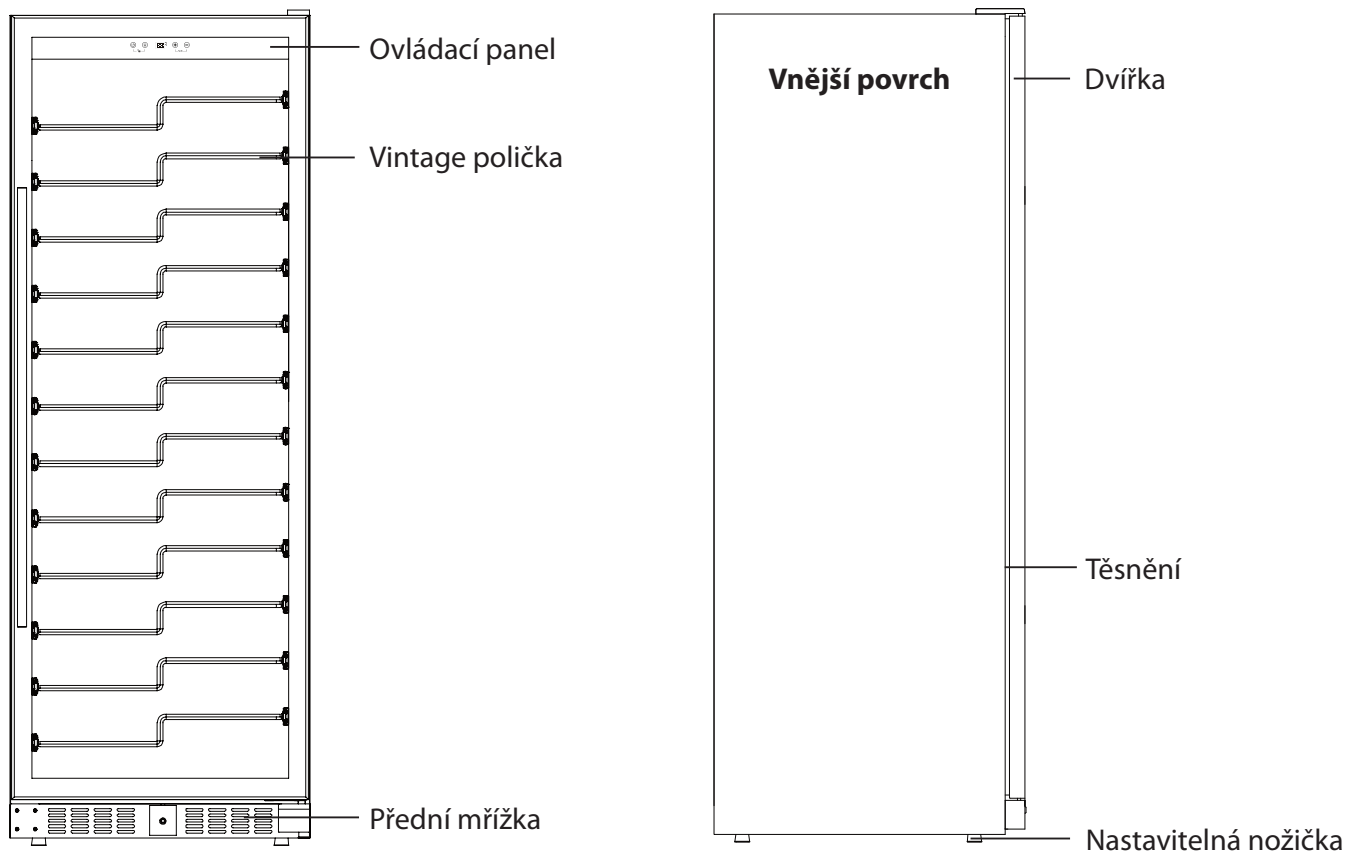 Ovládací panel
Vintage polička
Přední mřížka
Vnější povrch
Dvířka
Těsnění
Nastavitelná nožička